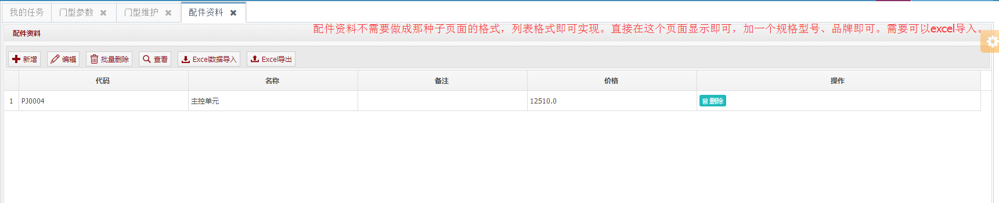 我的任务 门型参数 门型维护 配件资料
配件资料不需要做成那种子页面的格式，列表格式即可实现。直接在这个页面显示即可，加一个规格型号、品牌即可。需要可以excel导入。
配件资料
新增 编辑 批量删除 查看 Excel数据导入 Excel导出
代码 名称 备注 价格 操作
1 PJ0004 主控单元 12510.0 删除